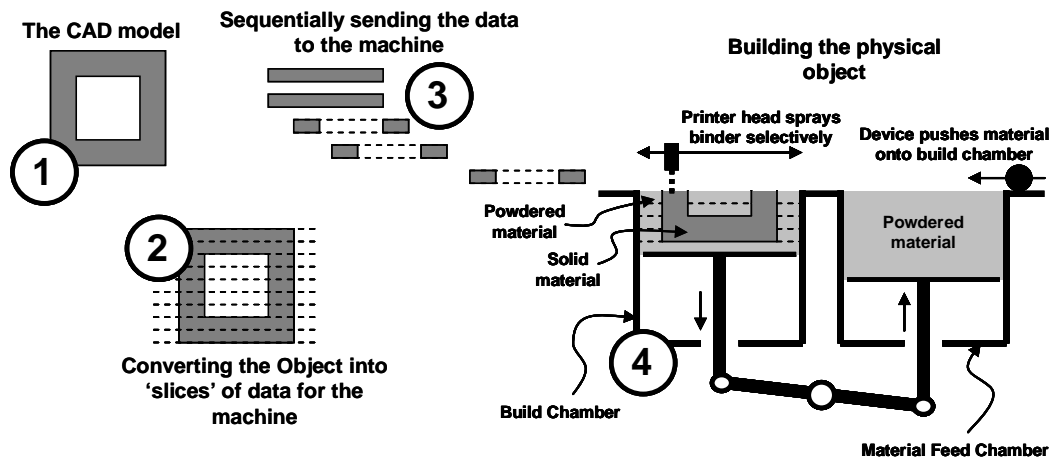 The CAD model
1
Sequentially sending the data
to the machine
3
2
Converting the Object into
‘slices’ of data for the
machine
Building the physical
object
Printer head sprays
binder selectively
Device pushes material
onto build chamber
Powdered
material
Solid
material
Powdered
material
4
Build Chamber
Material Feed Chamber